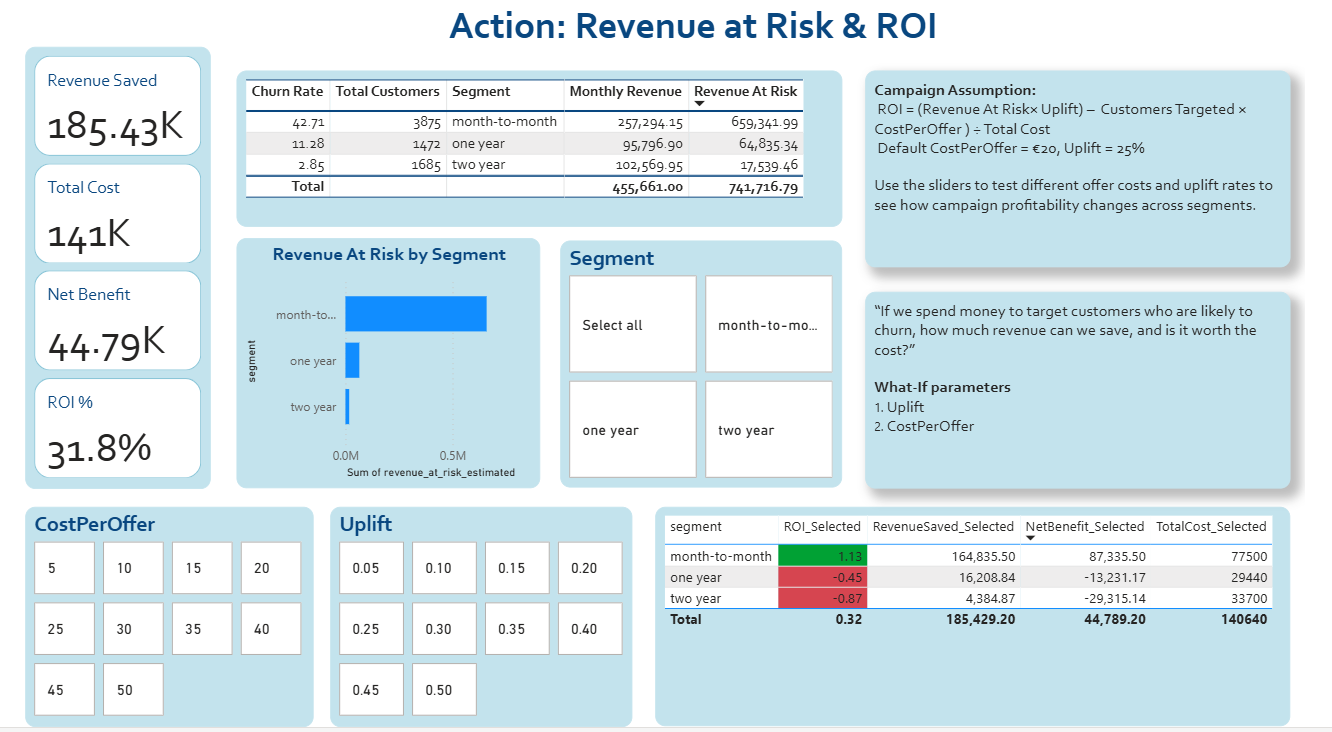 Action: Revenue at Risk & ROI
Revenue Saved
185.43K
Total Cost
141K
Net Benefit
44.79K
ROI %
31.8%
Churn Rate Total Customers Segment Monthly Revenue Revenue At Risk
42.71 3875 month-to-month 257,294.15 659,341.99
11.28 1472 one year 95,796.90 64,835.34
2.85 1685 two year 102,569.95 17,539.46
Total 455,661.00 741,716.79
Campaign Assumption:
ROI = (Revenue At Risk× Uplift) – Customers Targeted ×
CostPerOffer ) ÷ Total Cost
Default CostPerOffer = €20, Uplift = 25%
Use the sliders to test different offer costs and uplift rates to
see how campaign profitability changes across segments.
Revenue At Risk by Segment
segment
month-to...
one year
two year
0.0M 0.5M
Sum of revenue_at_risk_estimated
Segment
Select all month-to-mo...
one year two year
“If we spend money to target customers who are likely to
churn, how much revenue can we save, and is it worth the
cost?”
What-If parameters
1. Uplift
2. CostPerOffer
CostPerOffer
5 10 15 20
25 30 35 40
45 50
Uplift
0.05 0.10 0.15 0.20
0.25 0.30 0.35 0.40
0.45 0.50
segment ROI_Selected RevenueSaved_Selected NetBenefit_Selected TotalCost_Selected
month-to-month 1.13 164,835.50 87,335.50 77500
one year -0.45 16,208.84 -13,231.17 29440
two year -0.87 4,384.87 -29,315.14 33700
Total 0.32 185,429.20 44,789.20 140640